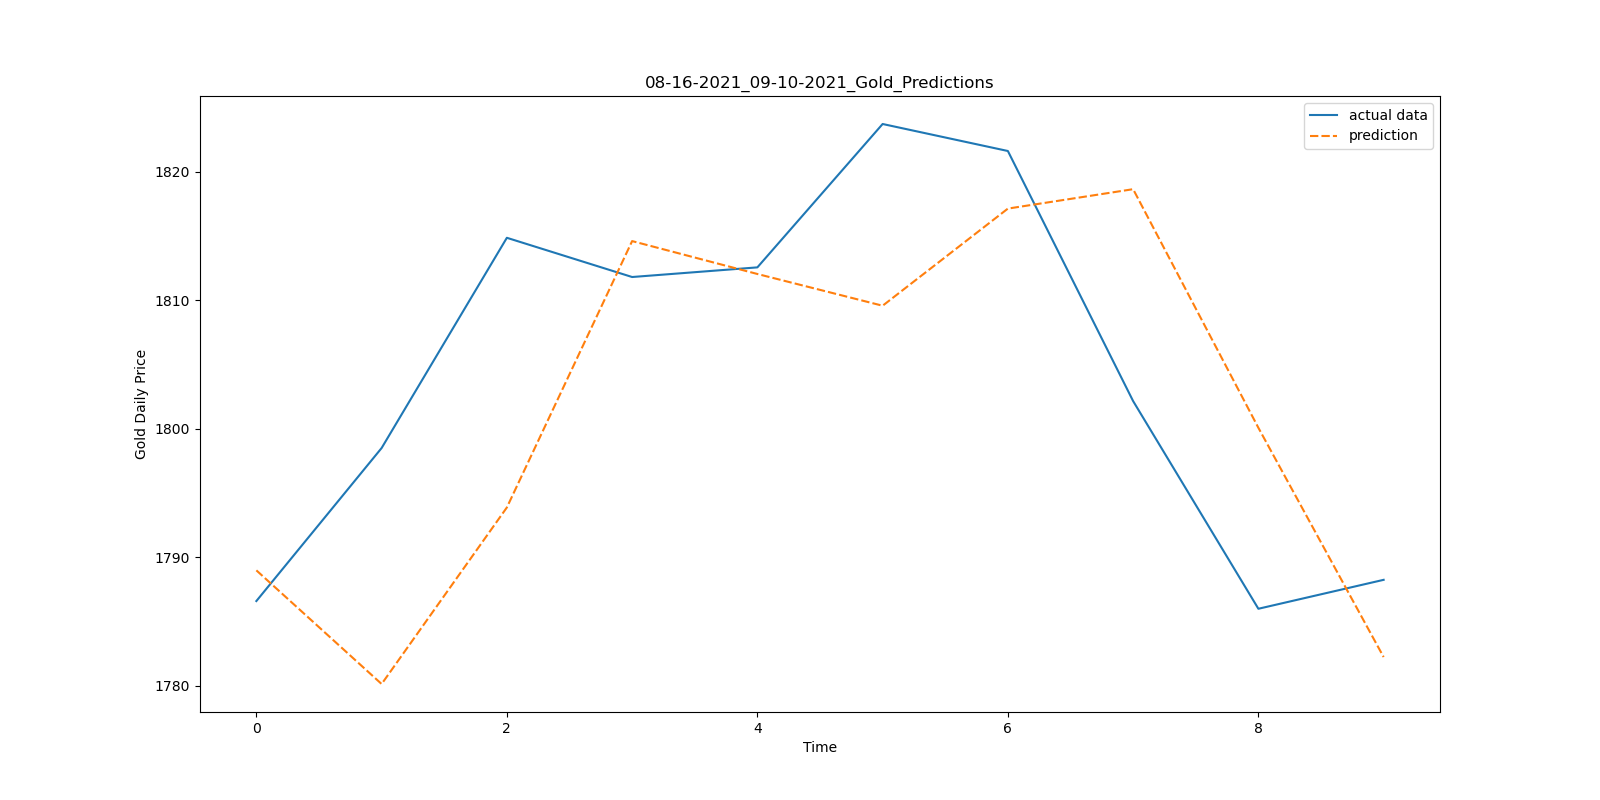 08-16-2021_09-10-2021_Gold_Predictions
actual data
prediction
1820
1810
1800
1790
1780
Gold Daily Price
0 2 4 6 8
Time